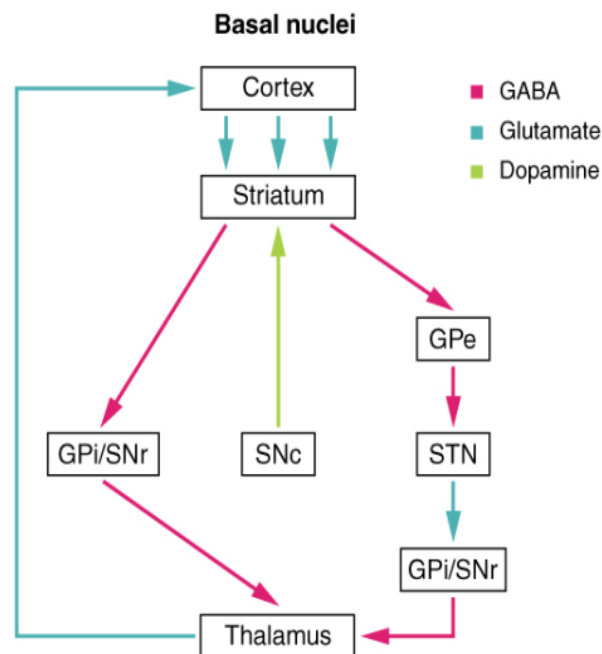 Basal nuclei
Cortex
GABA
Glutamate
Dopamine
Striatum
GPe
GPi/SNr
SNc
STN
GPi/SNr
Thalamus